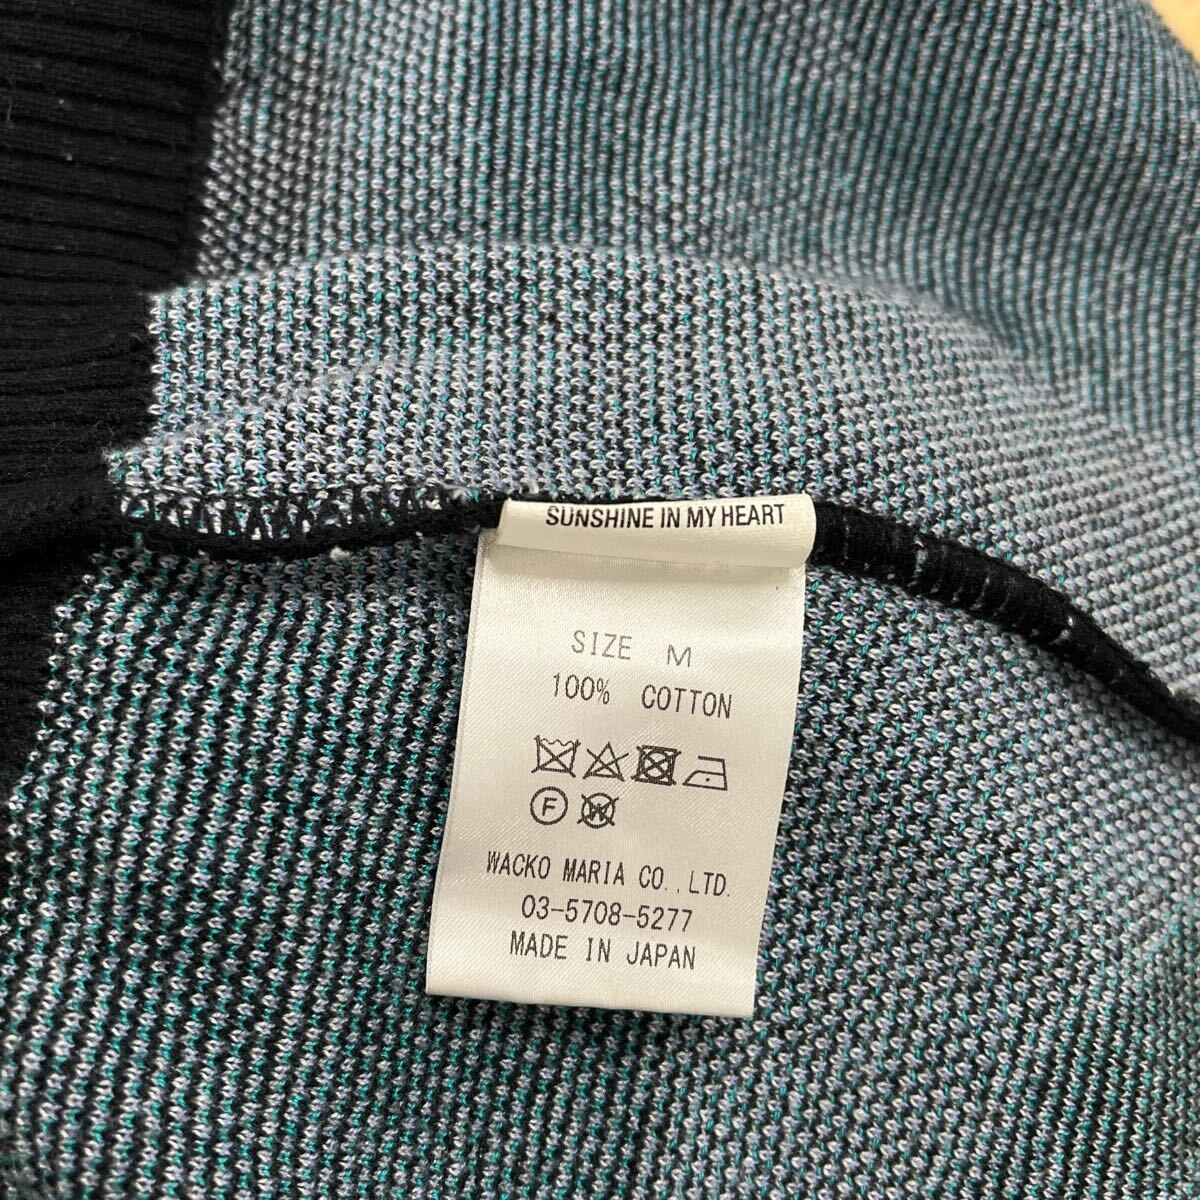 SUNSHINE IN MY HEART
SIZE M
100% COTTON
F W
WACKO MARIA CO.,LTD.
03-5708-5277
MADE IN JAPAN